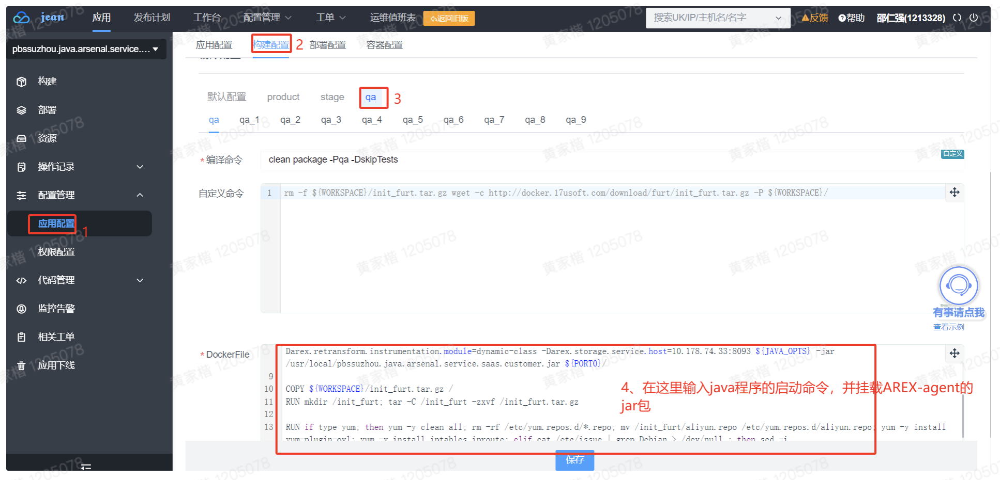 jean
应用
发布计划
工作台
配置管理
工单
运维值班表
返回旧版
搜索UK/IP/主机名/名字
反馈
帮助
邵仁强(1213328)
pbssuzhou.java.arsenal.service....
应用配置
构建配置
2
部署配置
容器配置
构建
部署
资源
操作记录
配置管理
应用配置
1
权限配置
代码管理
监控告警
相关工单
应用下线
默认配置
product
stage
qa
3
qa
qa_1
qa_2
qa_3
qa_4
qa_5
qa_6
qa_7
qa_8
qa_9
*编译命令
clean package -Pqa -DskipTests
自定义
自定义命令
1
rm -f ${WORKSPACE}/init_furt.tar.gz wget -c http://docker.17usoft.com/download/furt/init_furt.tar.gz -P ${WORKSPACE}/
有事请点我
查看示例
*DockerFile
Darex.retransform.instrumentation.module=dynamic-class -Darex.storage.service.host=10.178.74.33:8093 ${JAVA_OPTS} -jar
/usr/local/pbssuzhou.java.arsenal.service.saas.customer.jar ${PORT0}/
9
10 COPY ${WORKSPACE}/init_furt.tar.gz /
11 RUN mkdir /init_furt; tar -C /init_furt -zxvf /init_furt.tar.gz
12
13 RUN if type yum; then yum -y clean all; rm -rf /etc/yum.repos.d/*.repo; mv /init_furt/aliyun.repo /etc/yum.repos.d/aliyun.repo; yum -y install
yum-plugin-ovl; yum -y install iptables iproute; elif cat /etc/issue | grep Debian > /dev/null ; then sed -i
4、在这里输入java程序的启动命令，并挂载AREX-agent的
jar包
保存
黄家楷 1205078